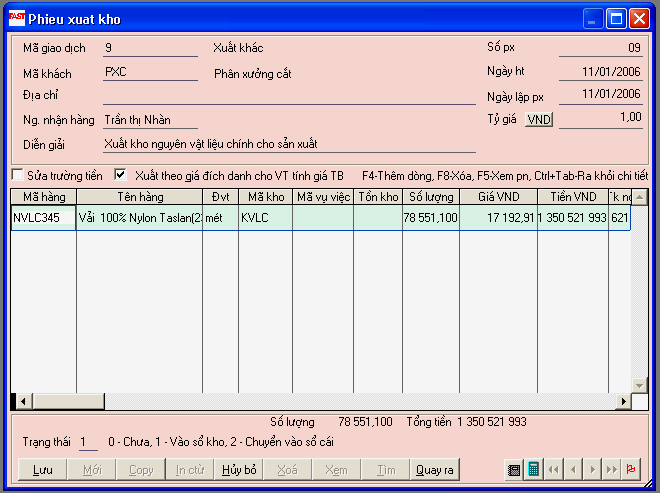 FAST Phieu xuat kho
Mã giao dịch 9 Xuất khác Số px 09
Mã khách PXC Phân xưởng cắt Ngày ht 11/01/2006
Địa chỉ Ngày lập px 11/01/2006
Ng. nhận hàng Trần thị Nhàn Tỷ giá VND 1,00
Diễn giải Xuất kho nguyên vật liệu chính cho sản xuất
Sửa trường tiền Xuất theo giá đích danh cho VT tính giá TB F4-Thêm dòng, F8-Xóa, F5-Xem pn, Ctrl+Tab-Ra khỏi chi tiết
Mã hàng Tên hàng Đvt Mã kho Mã vụ việc Tồn kho Số lượng Giá VND Tiền VND Tk nợ
NVLC345 Vải 100% Nylon Taslan(2 mét KVLC 78 551,100 17 192,91 1 350 521 993 621
Số lượng 78 551,100 Tổng tiền 1 350 521 993
Trạng thái 1 0 - Chưa, 1 - Vào sổ kho, 2 - Chuyển vào sổ cái
Lưu Mới Copy In ctừ Hủy bỏ Xoá Xem Tìm Quay ra